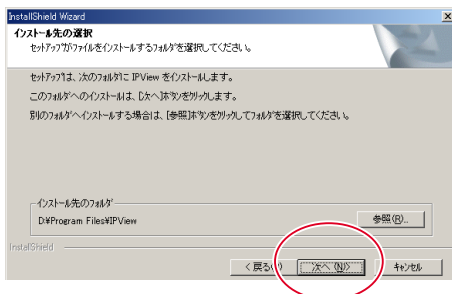 InstallShield Wizard
インストール先の選択
セットアップがファイルをインストールするフォルダを選択してください。
セットアップは、次のフォルダに IPView をインストールします。
このフォルダへのインストールは、[次へ]ボタンをクリックします。
別のフォルダへインストールする場合は、[参照]ボタンをクリックしてフォルダを選択してください。
インストール先のフォルダ
D:¥Program Files¥IPView
参照(R)...
InstallShield
< 戻る(B)
次へ (N)>
キャンセル